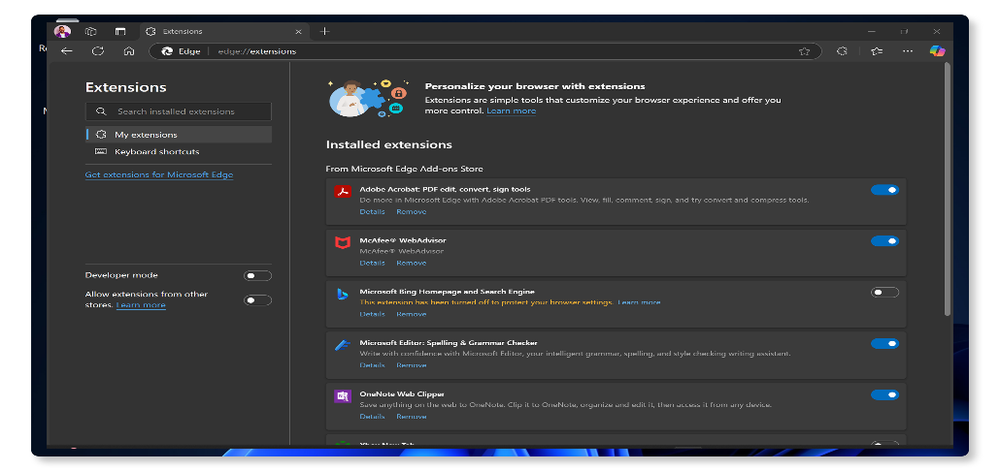 Extensions
Edge
edge://extensions
Extensions
Search installed extensions
My extensions
Keyboard shortcuts
Get extensions for Microsoft Edge
Developer mode
Allow extensions from other
stores. Learn more
Personalize your browser with extensions
Extensions are simple tools that customize your browser experience and offer you
more control. Learn more
Installed extensions
From Microsoft Edge Add-ons Store
Adobe Acrobat: PDF edit, convert, sign tools
Do more in Microsoft Edge with Adobe Acrobat PDF tools. View, fill, comment, sign, and try convert and compress tools.
Details Remove
McAfee® WebAdvisor
McAfee® WebAdvisor
Details Remove
Microsoft Bing Homepage and Search Engine
This extension has been turned off to protect your browser settings. Learn more
Details Remove
Microsoft Editor: Spelling & Grammar Checker
Write with confidence with Microsoft Editor, your intelligent grammar, spelling, and style checking writing assistant.
Details Remove
OneNote Web Clipper
Save anything on the web to OneNote. Clip it to OneNote, organize and edit it, then access it from any device.
Details Remove
Xbox New Tab